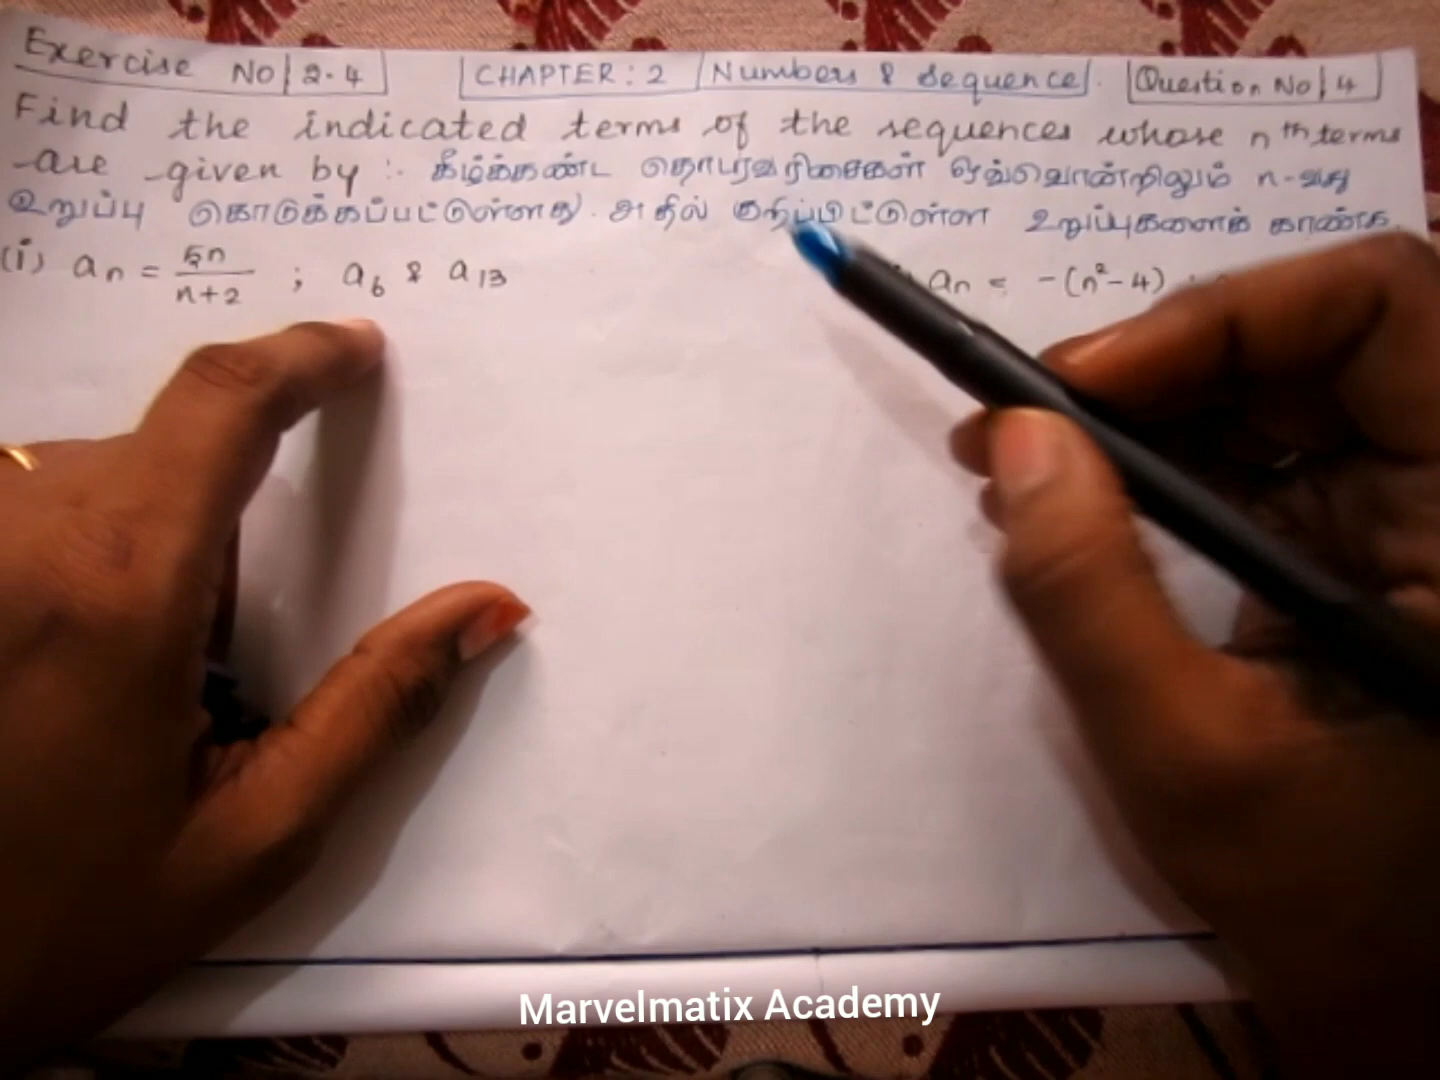 Exercise No| 2.4 CHAPTER : 2 Numbers & Sequence. Question No| 4
Find the indicated terms of the sequences whose nth terms
are given by :- கீழ்க்கண்ட தொடர்வரிசைகள் ஒவ்வொன்றிலும் n-வது
உறுப்பு கொடுக்கப்பட்டுள்ளது. அதில் குறிப்பிட்டுள்ள உறுப்புகளைக் காண்க.
(i) aₙ = 5n/n+2 ; a₆ & a₁₃ aₙ = -(n²-4) ;
Marvelmatix Academy